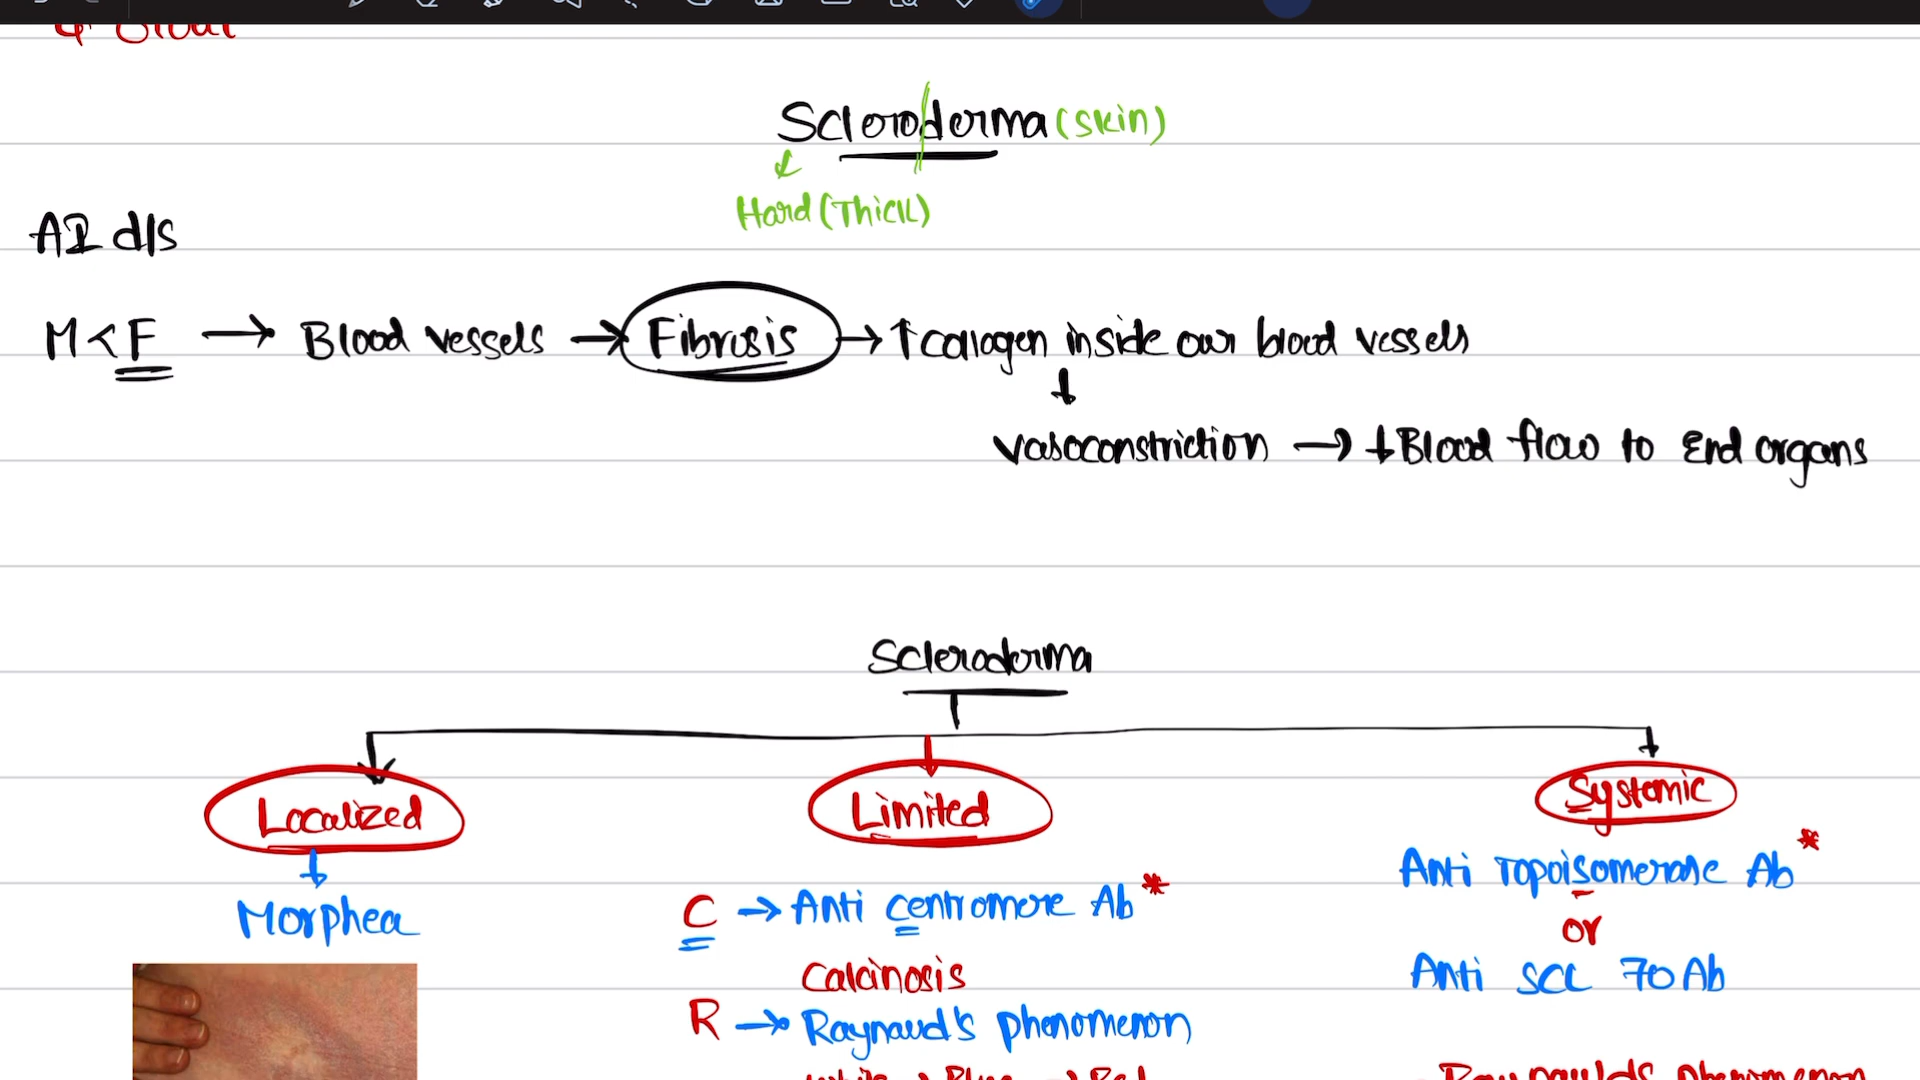 Scleroderma (skin)
Hard (Thick)
AI d/s
M < F → Blood vessels → Fibrosis → ↑ collagen inside our blood vessels
↓
vasoconstriction → ↓ Blood flow to End organs
Scleroderma
Localized Limited Systemic
Morphea
C → Anti centromere Ab *
Anti Topoisomerase Ab *
or
Calcinosis
Anti SCL 70 Ab
R → Raynaud's phenomenon